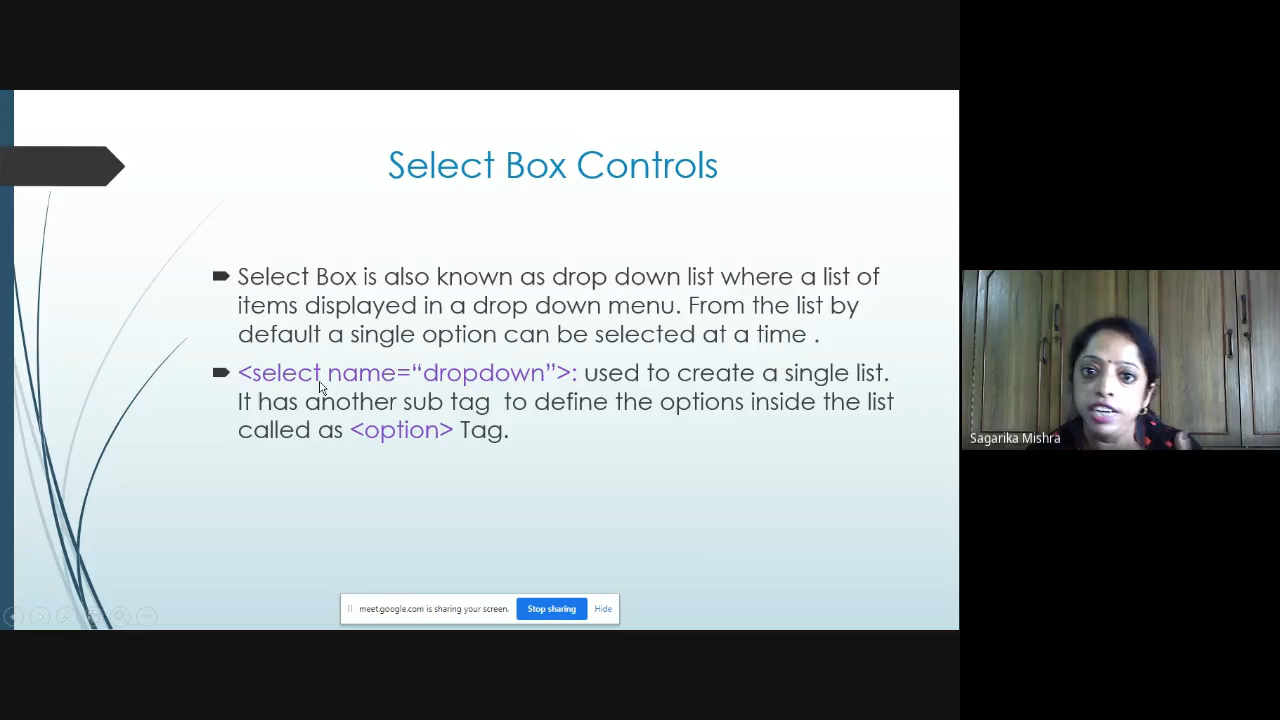 Select Box Controls
Select Box is also known as drop down list where a list of
items displayed in a drop down menu. From the list by
default a single option can be selected at a time .
<select name=“dropdown”>: used to create a single list.
It has another sub tag  to define the options inside the list
called as <option> Tag.
Sagarika Mishra
meet.google.com is sharing your screen.
Stop sharing
Hide